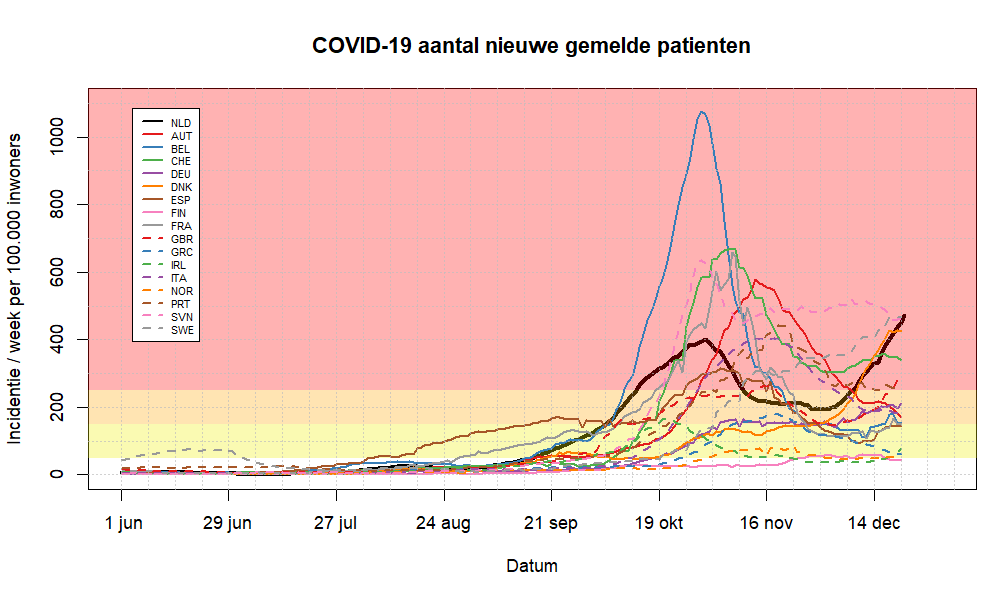 COVID-19 aantal nieuwe gemelde patienten
Incidentie / week per 100.000 inwoners
1000
800
600
400
200
0
NLD
AUT
BEL
CHE
DEU
DNK
ESP
FIN
FRA
GBR
GRC
IRL
ITA
NOR
PRT
SVN
SWE
1 jun 29 jun 27 jul 24 aug 21 sep 19 okt 16 nov 14 dec
Datum